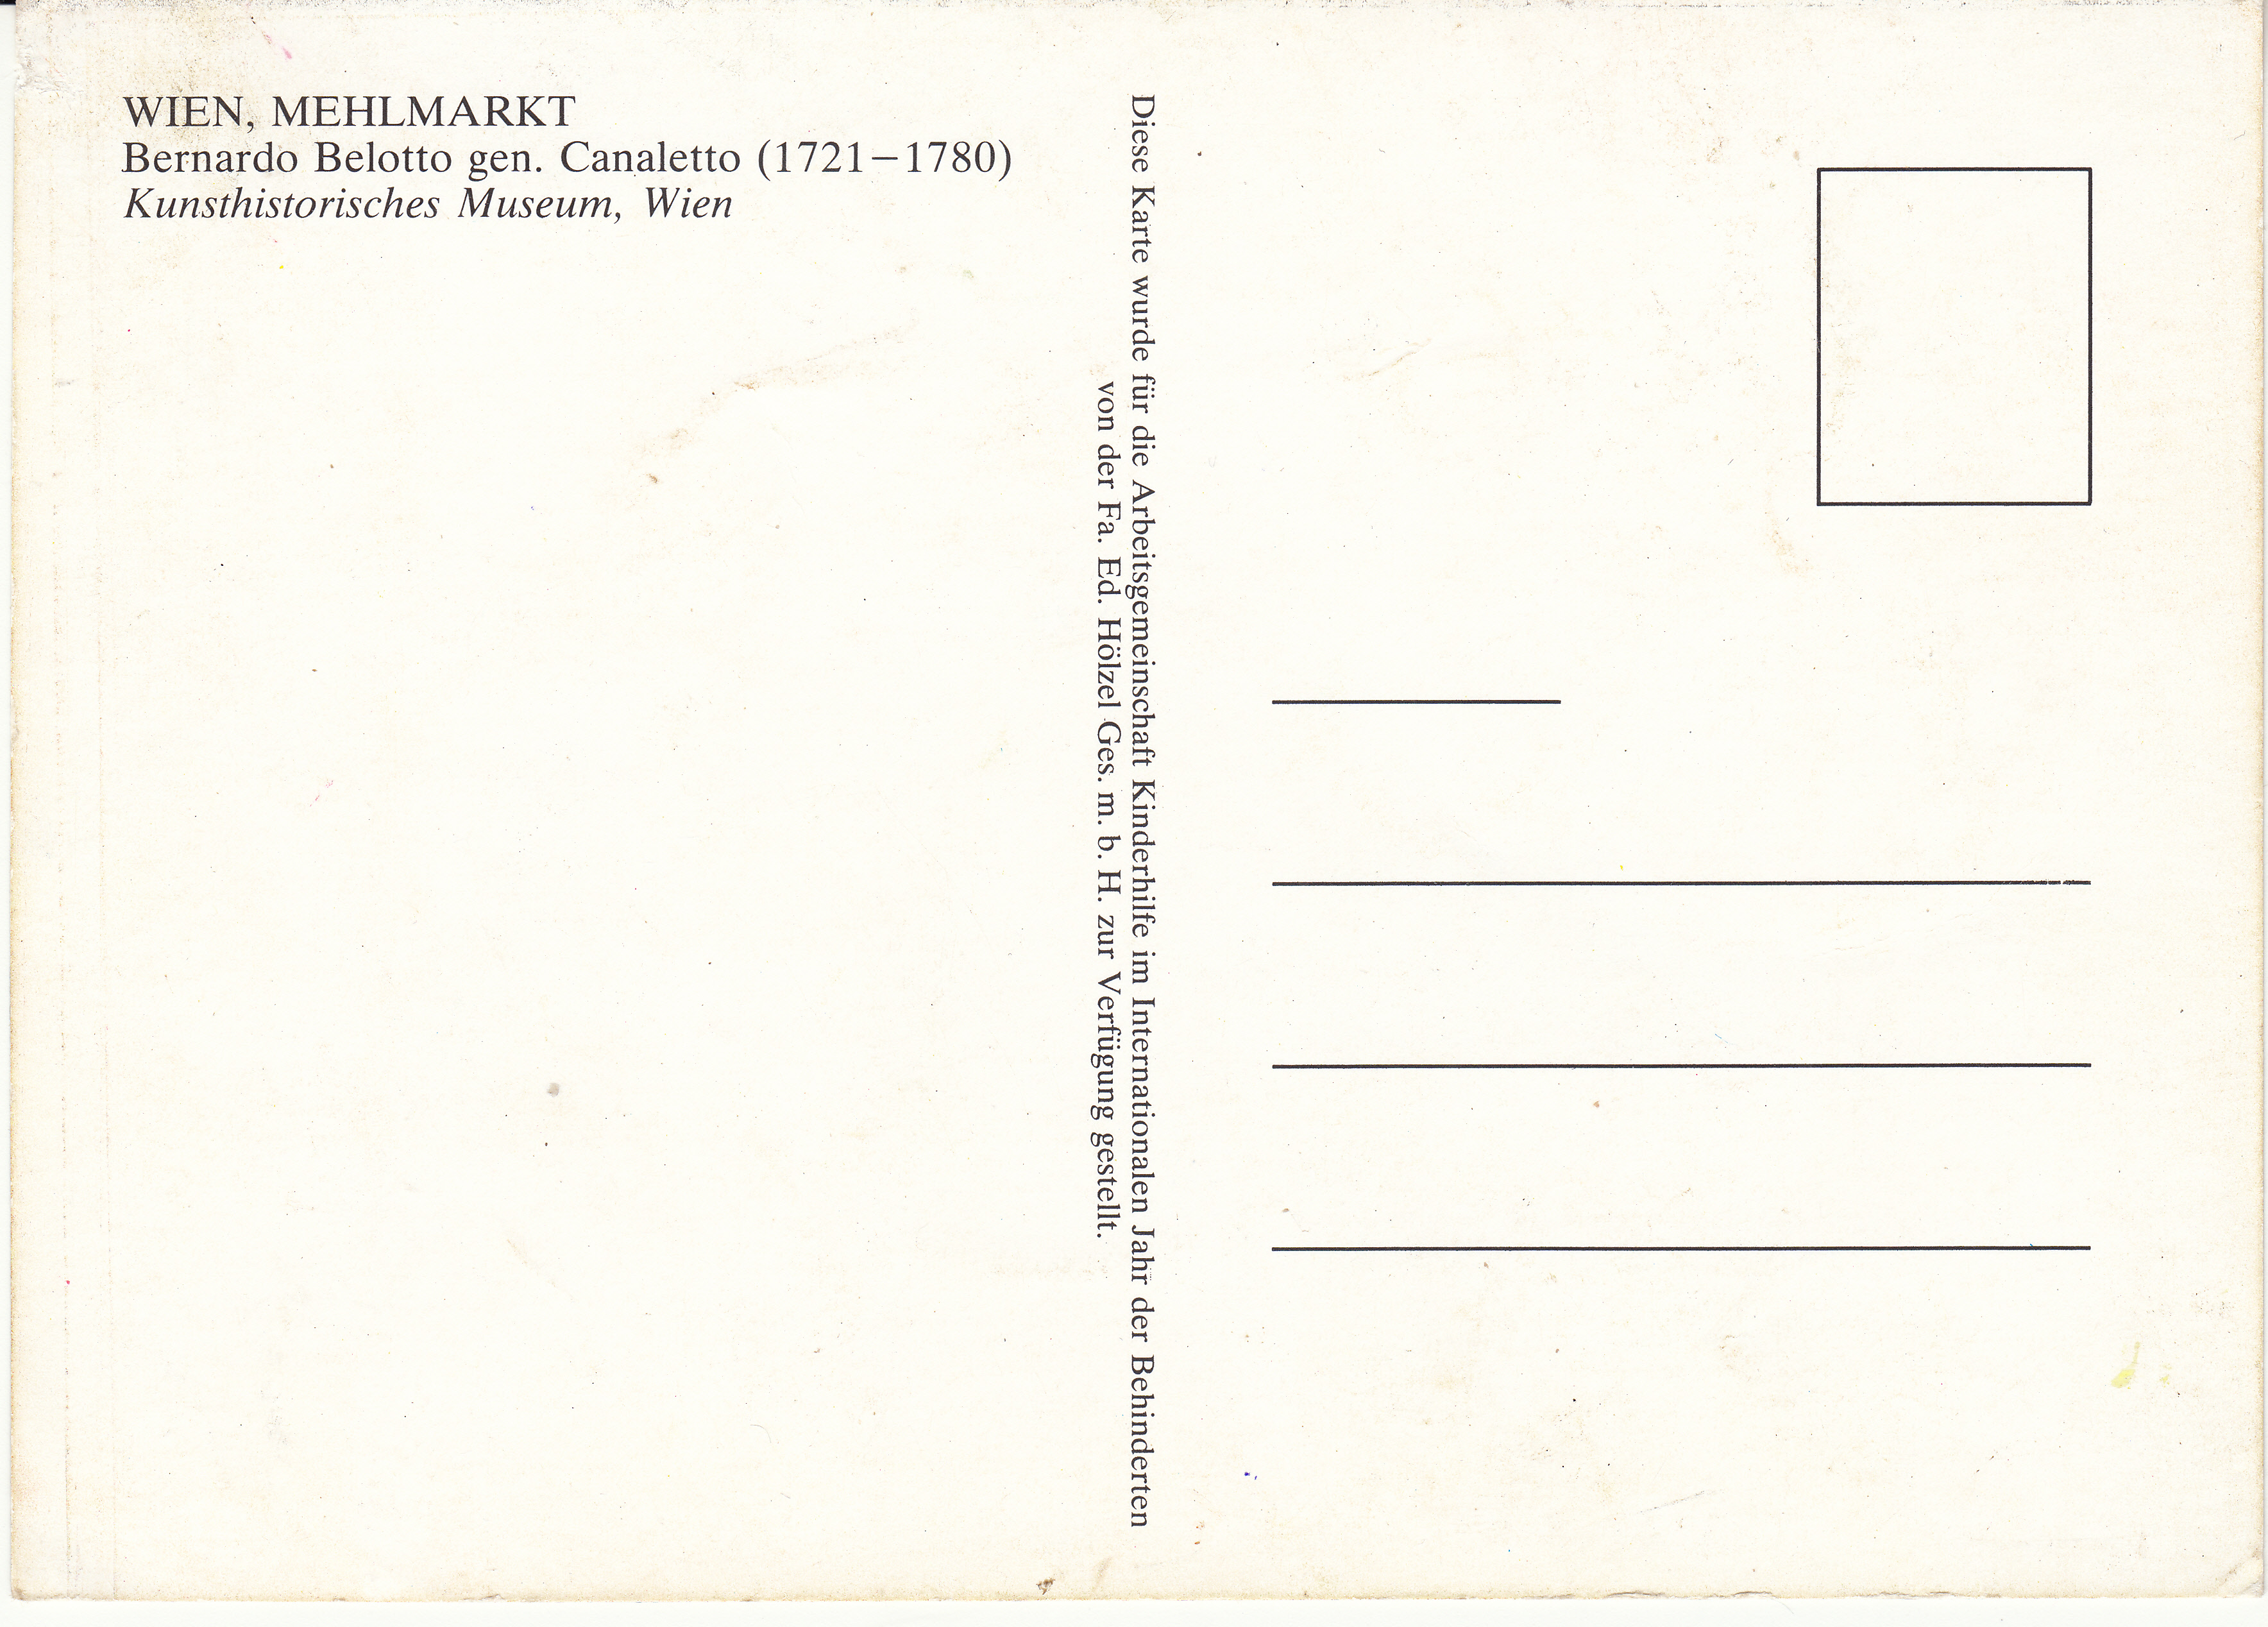 WIEN, MEHLMARKT
Bernardo Belotto gen. Canaletto (1721–1780)
Kunsthistorisches Museum, Wien
Diese Karte wurde für die Arbeitsgemeinschaft Kinderhilfe im Internationalen Jahr der Behinderten
von der Fa. Ed. Hölzel Ges. m. b. H. zur Verfügung gestellt.